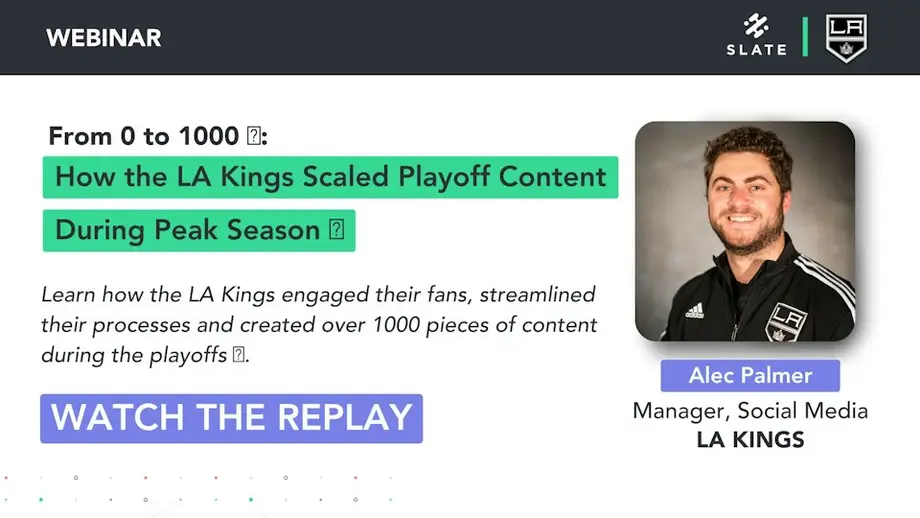 WEBINAR
SLATE
LA
From 0 to 1000 🯄:
How the LA Kings Scaled Playoff Content
During Peak Season 🯄
Learn how the LA Kings engaged their fans, streamlined
their processes and created over 1000 pieces of content
during the playoffs 🯄.
WATCH THE REPLAY
adidas
LA
Alec Palmer
Manager, Social Media
LA KINGS